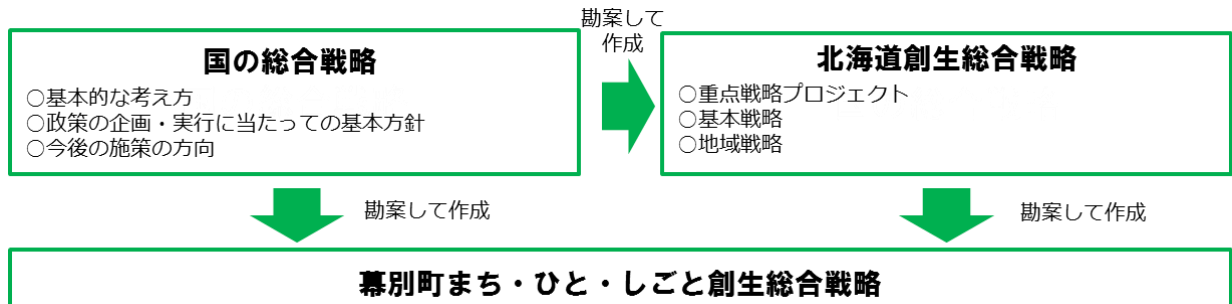 勘案して
作成
国の総合戦略
○基本的な考え方
○政策の企画・実行に当たっての基本方針
○今後の施策の方向
北海道創生総合戦略
○重点戦略プロジェクト
○基本戦略
○地域戦略
勘案して作成
勘案して作成
幕別町まち・ひと・しごと創生総合戦略